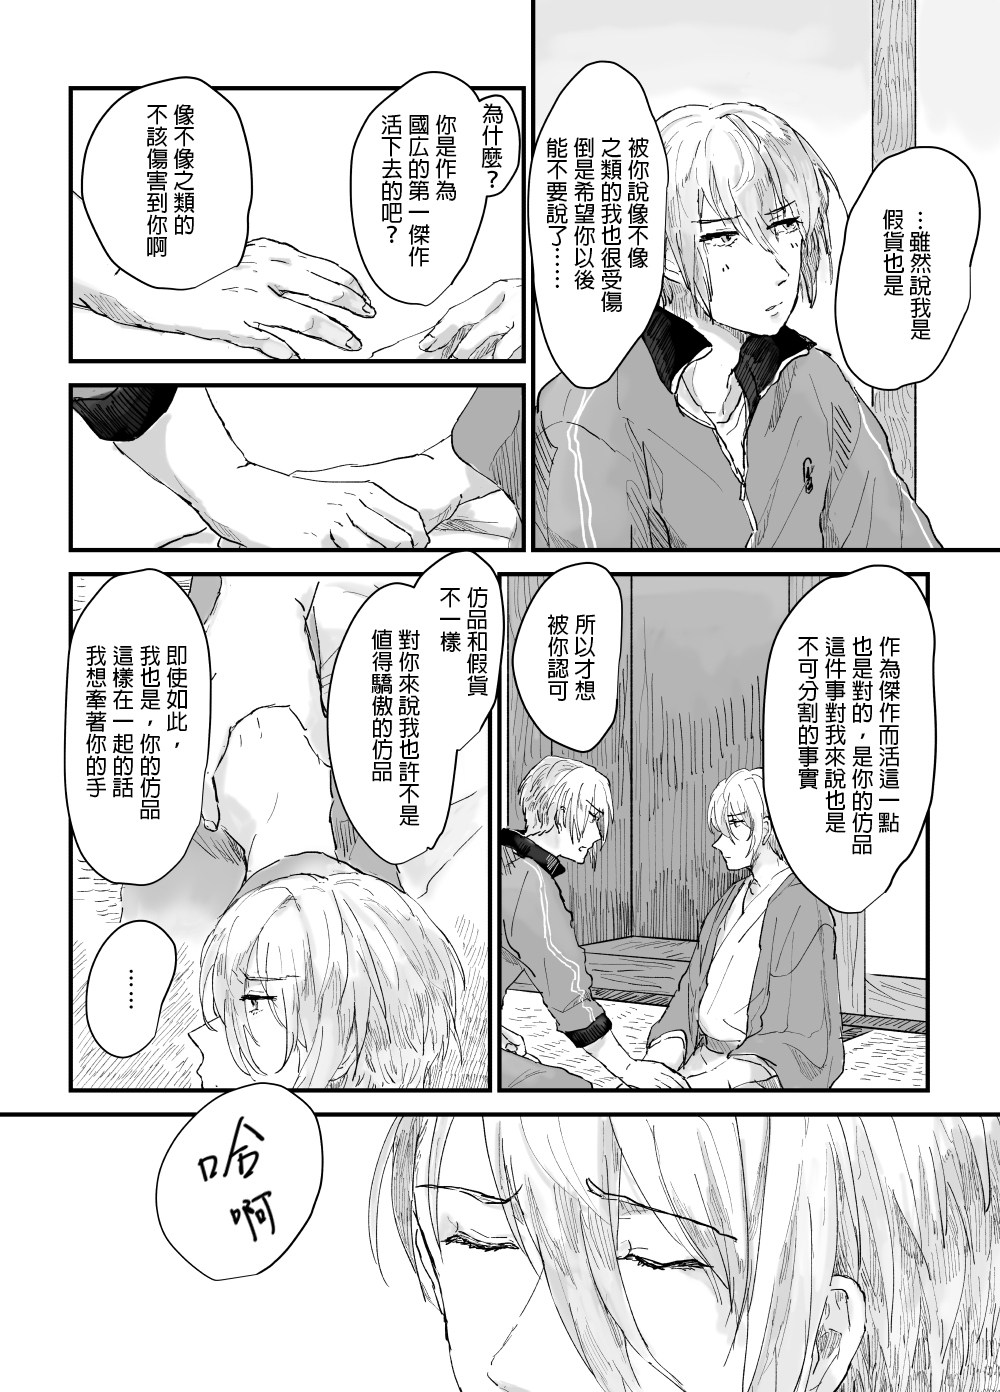 …雖然說我是
假貨也是
被你說像不像
之類的我也很受傷
倒是希望你以後
能不要說了……
為什麼？
你是作為
國広的第一傑作
活下去的吧？
像不像之類的
不該傷害到你啊
作為傑作而活這一點
也是對的，是你的仿品
這件事對我來說也是
不可分割的事實
所以才想
被你認可
仿品和假貨
不一樣
對你來說我也許不是
值得驕傲的仿品
即使如此，
我也是，你的仿品
這樣在一起的話
我想牽著你的手
……
哈
啊